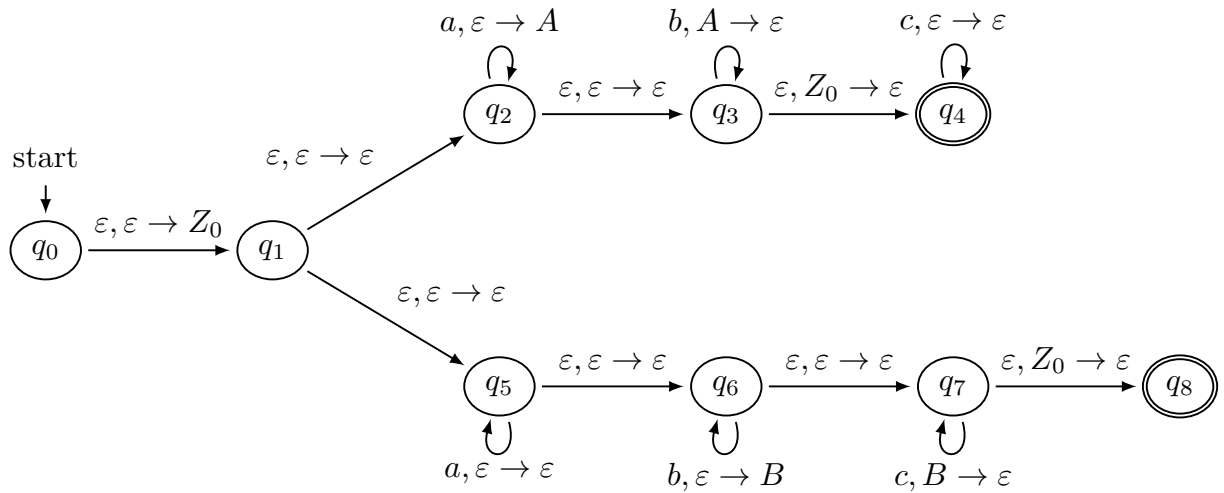 a, ε → A
b, A → ε
c, ε → ε
q₂
ε, ε → ε
q₃
ε, Z₀ → ε
q₄
ε, ε → ε
start
q₀
ε, ε → Z₀
q₁
ε, ε → ε
q₅
ε, ε → ε
q₆
ε, ε → ε
q₇
ε, Z₀ → ε
q₈
a, ε → ε
b, ε → B
c, B → ε